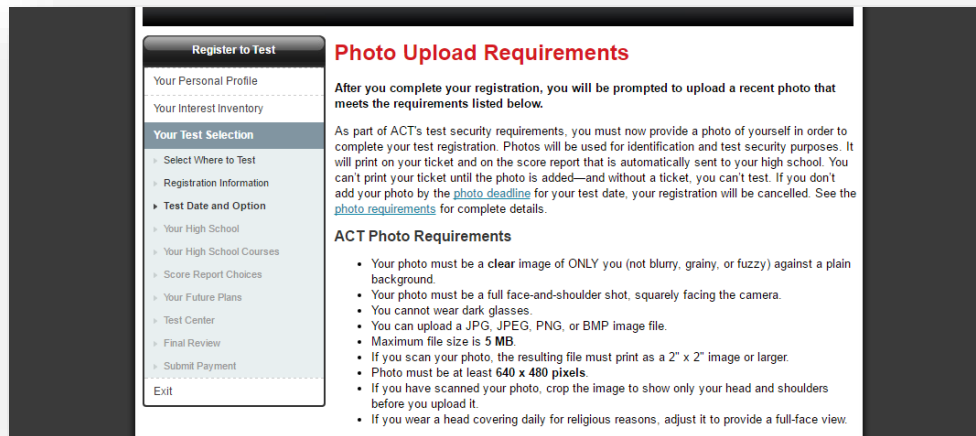 Register to Test
Your Personal Profile
Your Interest Inventory
Your Test Selection
Select Where to Test
Registration Information
Test Date and Option
Your High School
Your High School Courses
Score Report Choices
Your Future Plans
Test Center
Final Review
Submit Payment
Exit
Photo Upload Requirements
After you complete your registration, you will be prompted to upload a recent photo that
meets the requirements listed below.
As part of ACT's test security requirements, you must now provide a photo of yourself in order to
complete your test registration. Photos will be used for identification and test security purposes. It
will print on your ticket and on the score report that is automatically sent to your high school. You
can't print your ticket until the photo is added—and without a ticket, you can't test. If you don't
add your photo by the photo deadline for your test date, your registration will be cancelled. See the
photo requirements for complete details.
ACT Photo Requirements
• Your photo must be a clear image of ONLY you (not blurry, grainy, or fuzzy) against a plain
background.
• Your photo must be a full face-and-shoulder shot, squarely facing the camera.
• You cannot wear dark glasses.
• You can upload a JPG, JPEG, PNG, or BMP image file.
• Maximum file size is 5 MB.
• If you scan your photo, the resulting file must print as a 2" x 2" image or larger.
• Photo must be at least 640 x 480 pixels.
• If you have scanned your photo, crop the image to show only your head and shoulders
before you upload it.
• If you wear a head covering daily for religious reasons, adjust it to provide a full-face view.